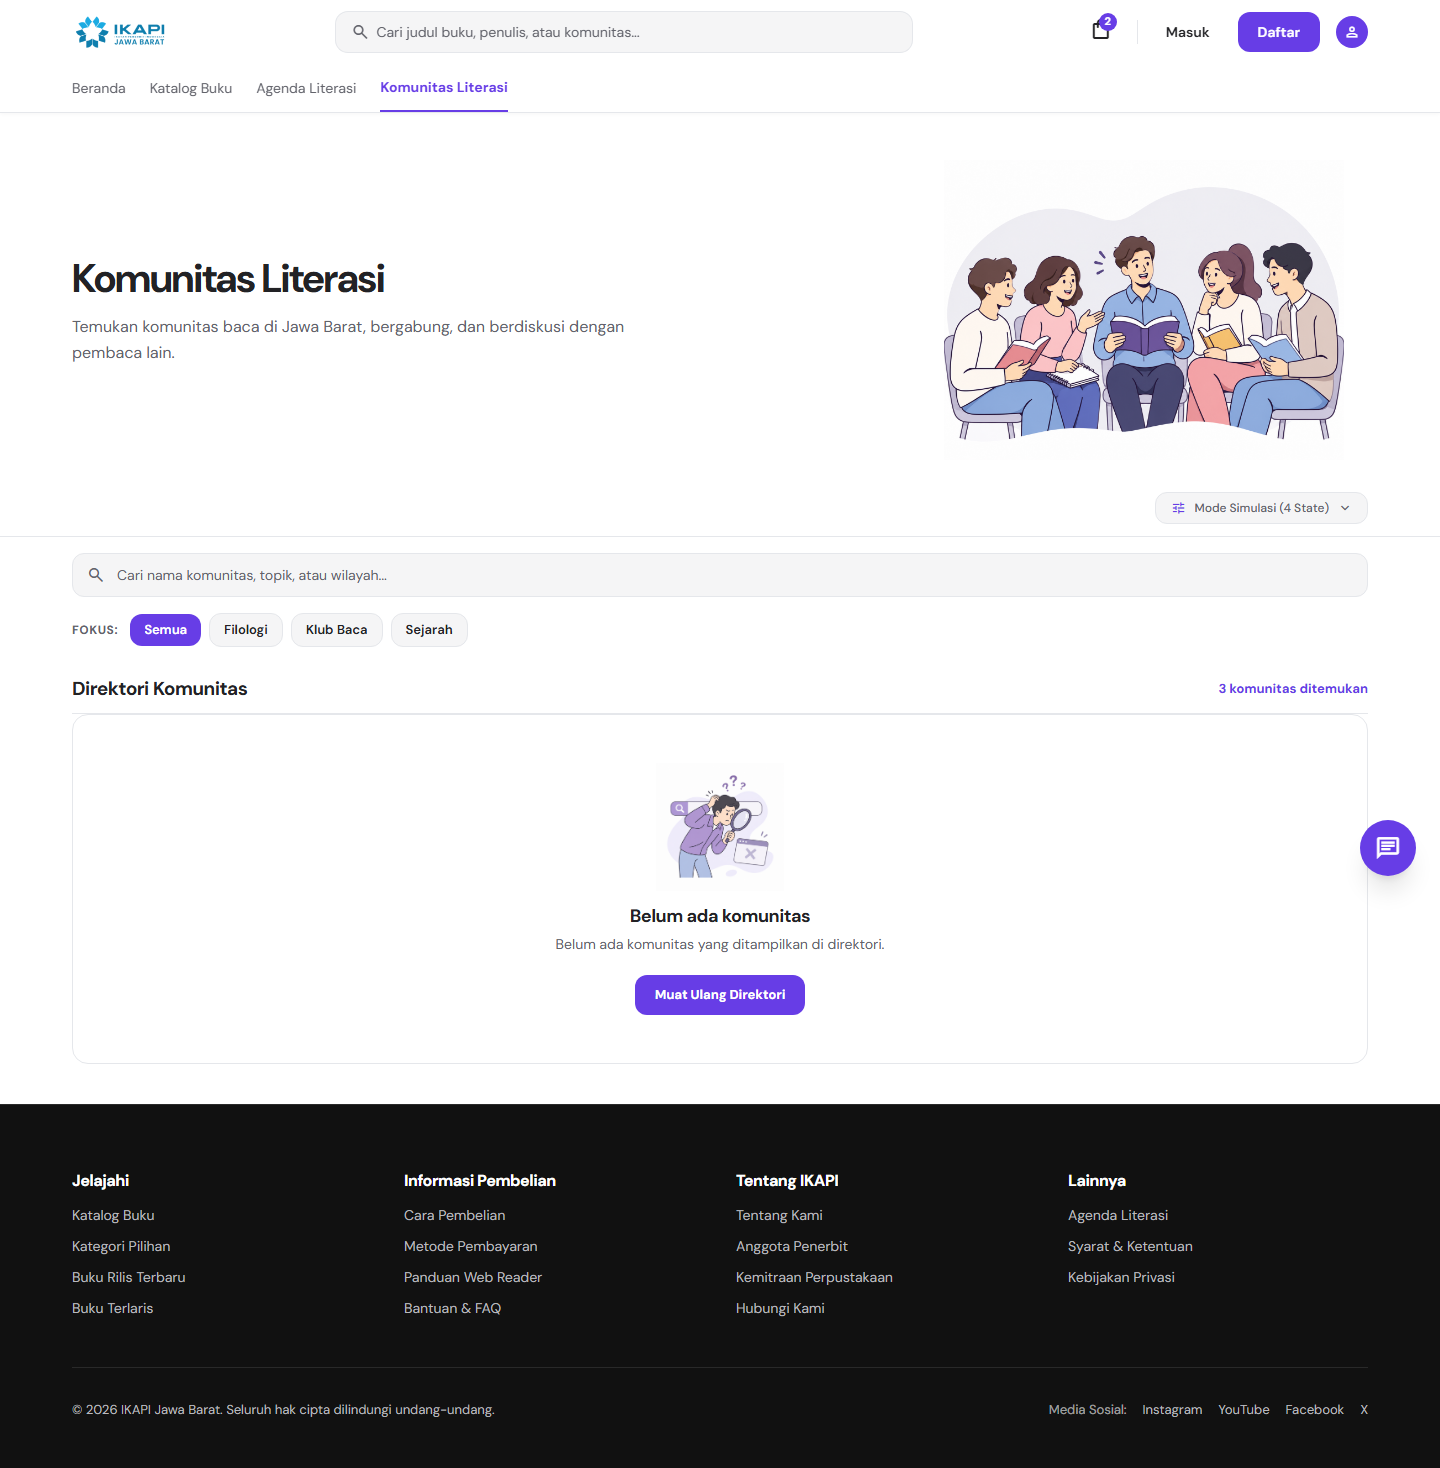 IKAPI
JAWA BARAT
Cari judul buku, penulis, atau komunitas...
2
Masuk
Daftar
Beranda
Katalog Buku
Agenda Literasi
Komunitas Literasi
Komunitas Literasi
Temukan komunitas baca di Jawa Barat, bergabung, dan berdiskusi dengan
pembaca lain.
Mode Simulasi (4 State)
Cari nama komunitas, topik, atau wilayah...
FOKUS:
Semua
Filologi
Klub Baca
Sejarah
Direktori Komunitas
3 komunitas ditemukan
???
Belum ada komunitas
Belum ada komunitas yang ditampilkan di direktori.
Muat Ulang Direktori
Jelajahi
Katalog Buku
Kategori Pilihan
Buku Rilis Terbaru
Buku Terlaris
Informasi Pembelian
Cara Pembelian
Metode Pembayaran
Panduan Web Reader
Bantuan & FAQ
Tentang IKAPI
Tentang Kami
Anggota Penerbit
Kemitraan Perpustakaan
Hubungi Kami
Lainnya
Agenda Literasi
Syarat & Ketentuan
Kebijakan Privasi
© 2026 IKAPI Jawa Barat. Seluruh hak cipta dilindungi undang-undang.
Media Sosial:
Instagram
YouTube
Facebook
X